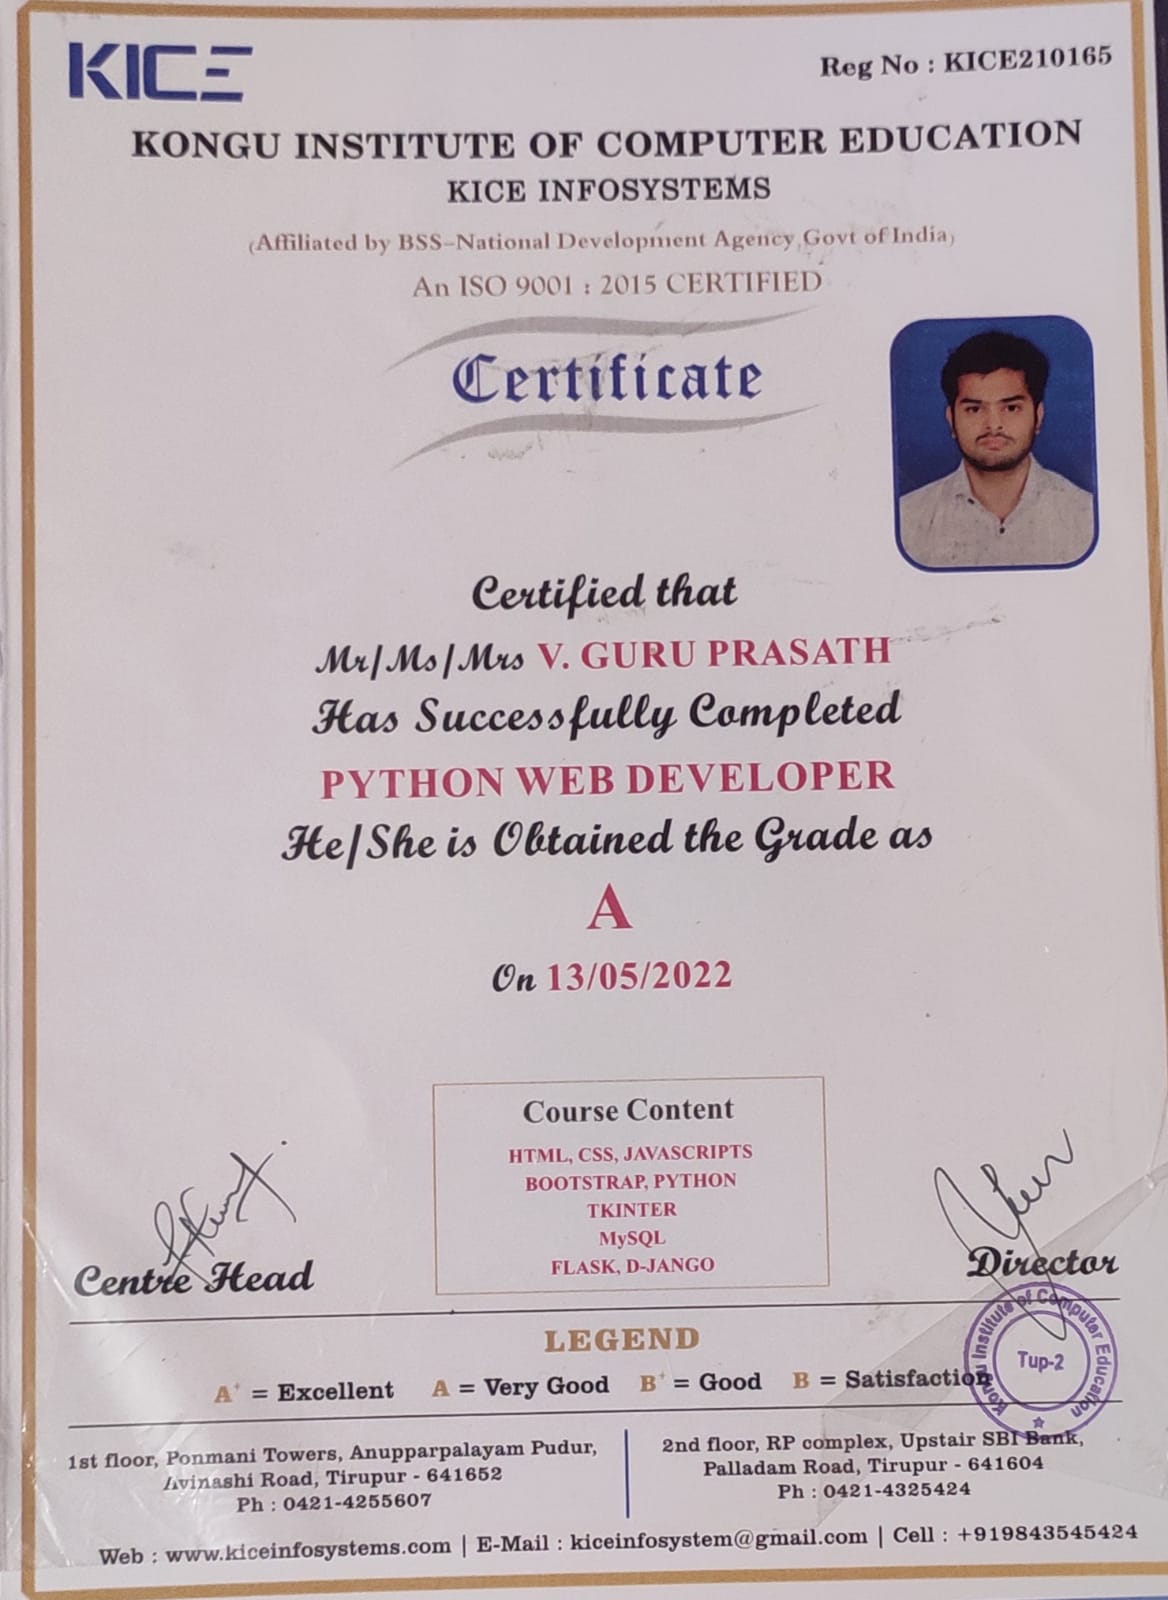 KICE
Reg No : KICE210165
KONGU INSTITUTE OF COMPUTER EDUCATION
KICE INFOSYSTEMS
(Affiliated by BSS-National Development Agency,Govt of India)
An ISO 9001 : 2015 CERTIFIED
Certificate
Certified that
Mr/Ms/Mrs V. GURU PRASATH
Has Successfully Completed
PYTHON WEB DEVELOPER
He/She is Obtained the Grade as
A
On 13/05/2022
Course Content
HTML, CSS, JAVASCRIPTS
BOOTSTRAP, PYTHON
TKINTER
MySQL
FLASK, D-JANGO
Centre Head
Director
Kongu Institute of Computer Education
Tup-2
LEGEND
A+ = Excellent A = Very Good B+ = Good B = Satisfaction
1st floor, Ponmani Towers, Anupparpalayam Pudur,
Avinashi Road, Tirupur - 641652
Ph : 0421-4255607
2nd floor, RP complex, Upstair SBI Bank,
Palladam Road, Tirupur - 641604
Ph : 0421-4325424
Web : www.kiceinfosystems.com | E-Mail : kiceinfosystem@gmail.com | Cell : +919843545424